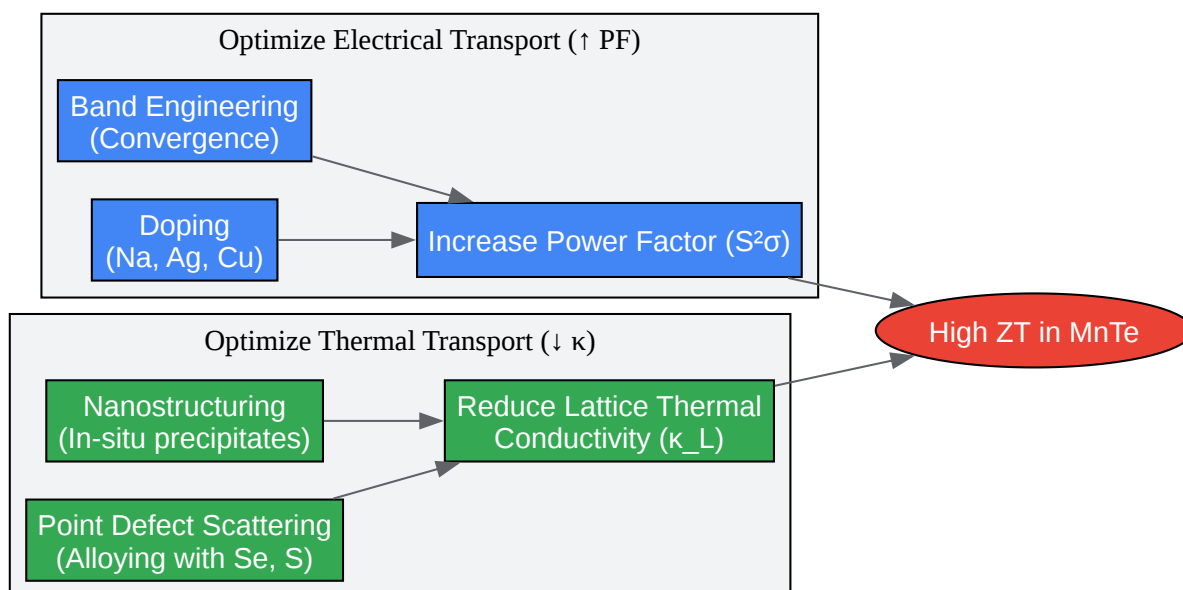 Optimize Electrical Transport (↑ PF)
Band Engineering
(Convergence)
Doping
(Na, Ag, Cu)
Increase Power Factor (S²σ)
High ZT in MnTe
Optimize Thermal Transport (↓ κ)
Nanostructuring
(In-situ precipitates)
Reduce Lattice Thermal
Conductivity (κ_L)
Point Defect Scattering
(Alloying with Se, S)